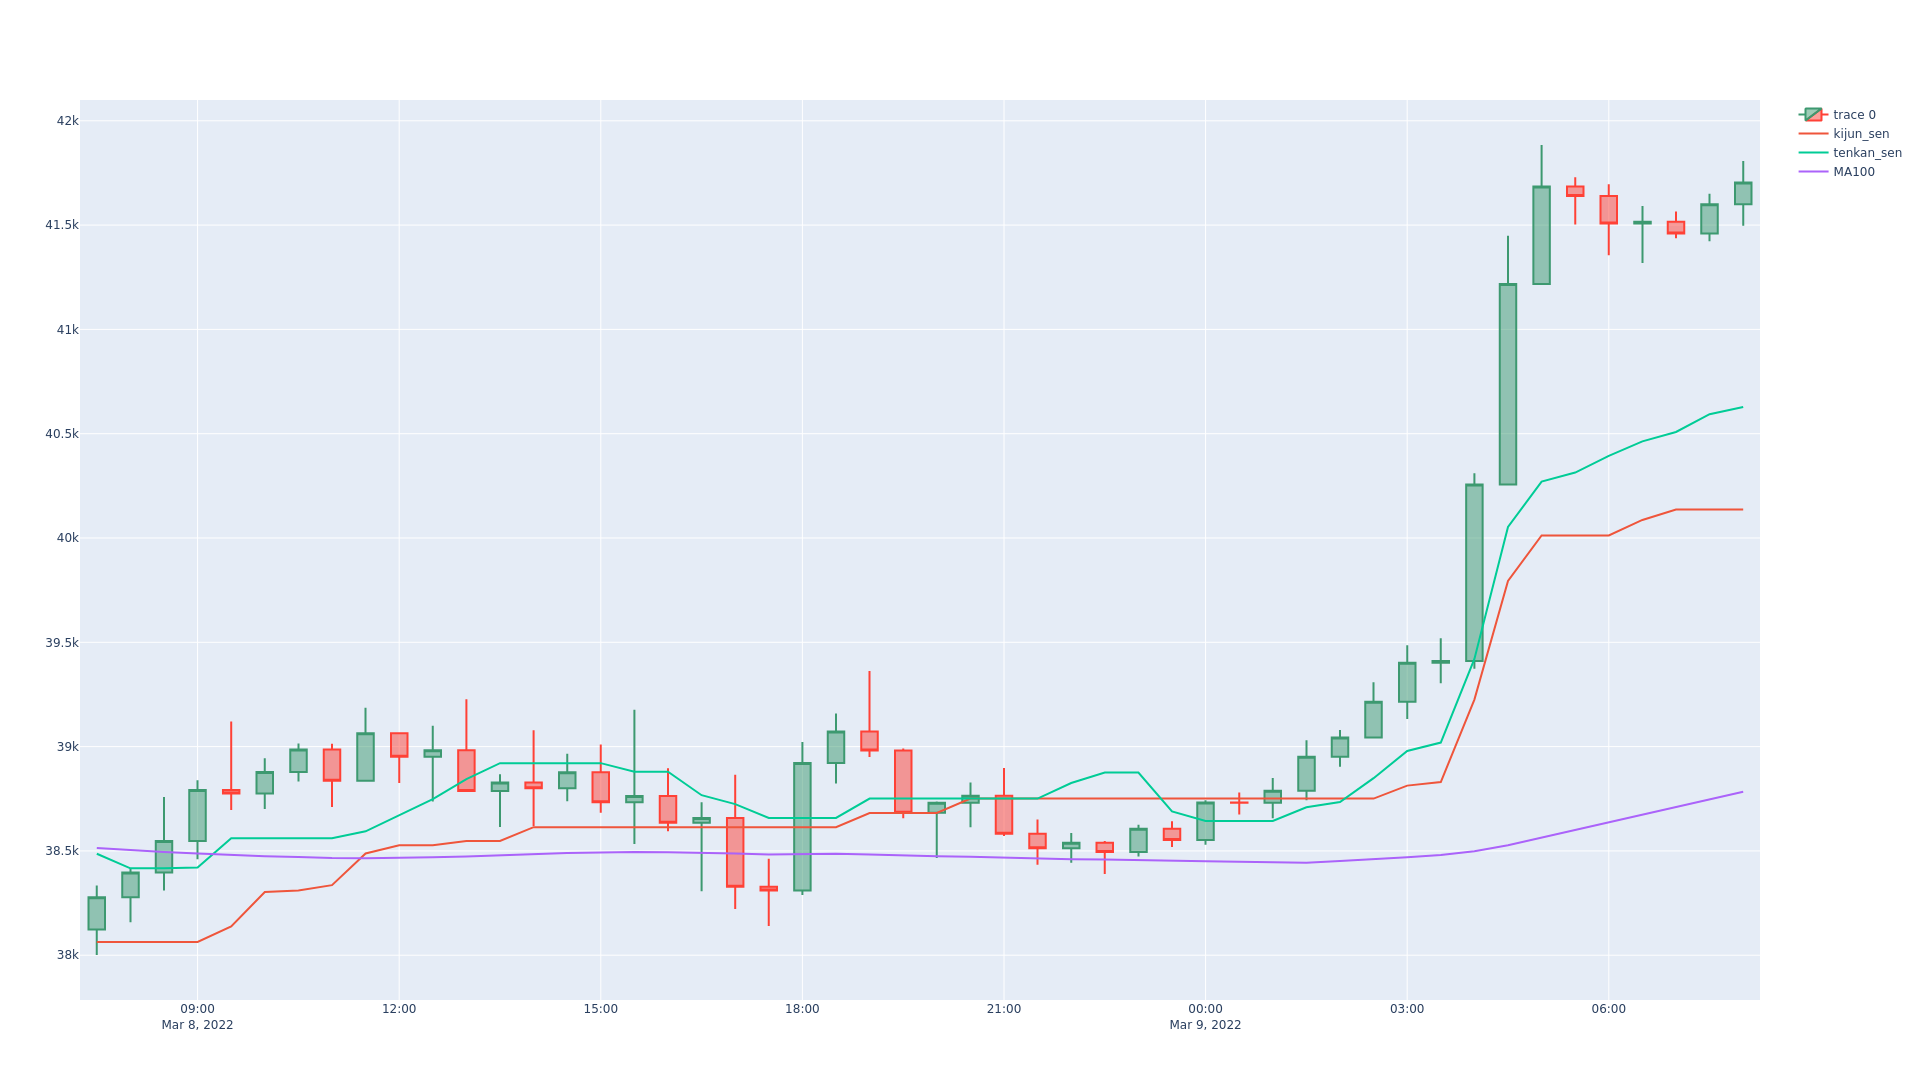 42k
41.5k
41k
40.5k
40k
39.5k
39k
38.5k
38k
09:00
Mar 8, 2022
12:00
15:00
18:00
21:00
00:00
Mar 9, 2022
03:00
06:00
trace 0
kijun_sen
tenkan_sen
MA100